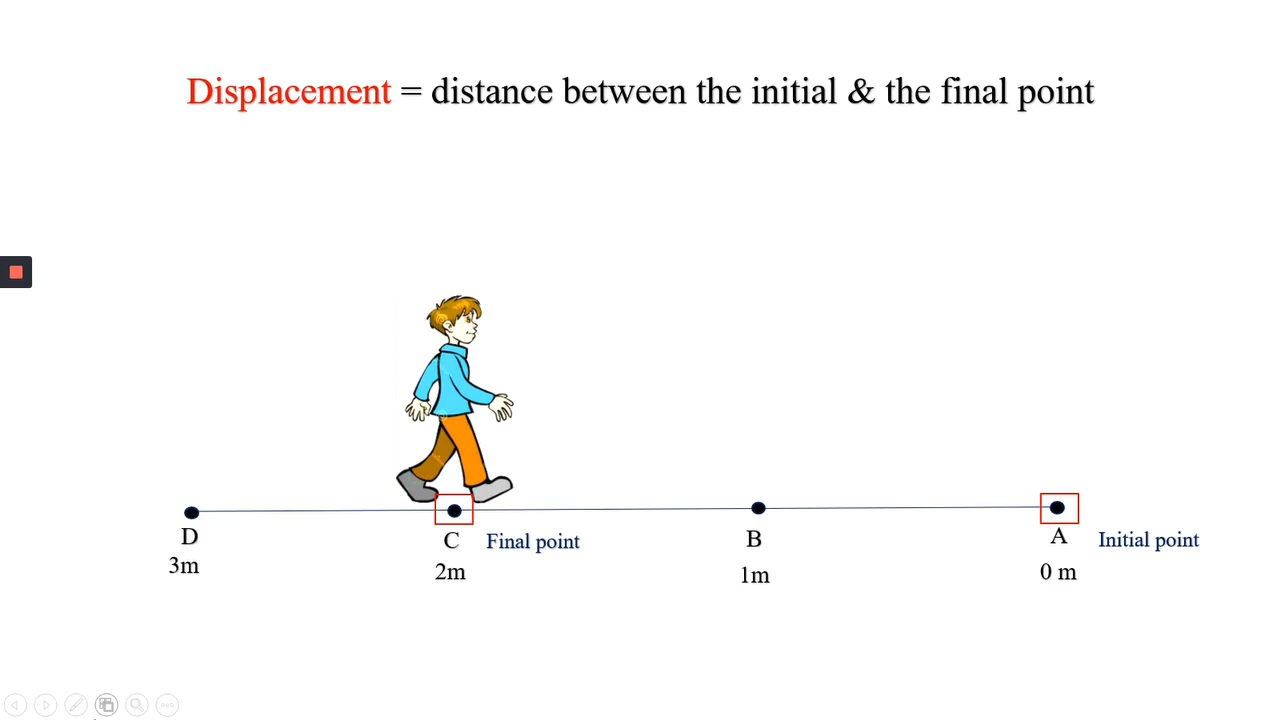 Displacement = distance between the initial & the final point
D
C
Final point
B
A
Initial point
3m
2m
1m
0 m